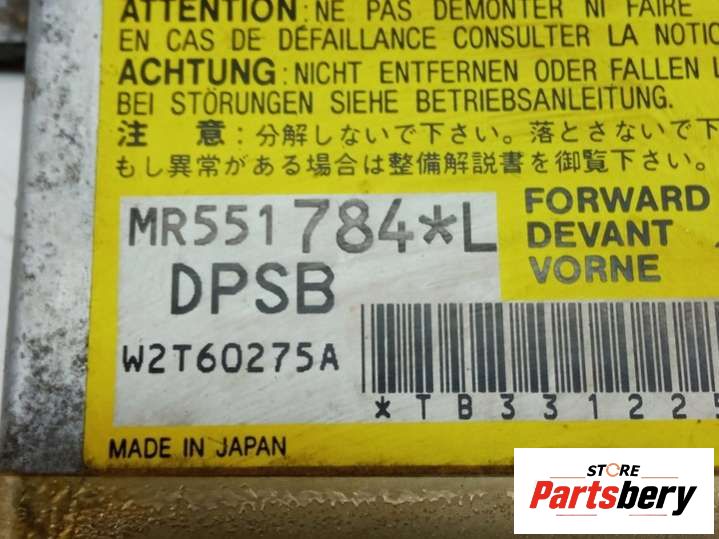 ATTENTION:NE PAS DEMONTER NI FAIRE
EN CAS DE DÉFAILLANCE CONSULTER LA NOTIC
ACHTUNG:NICHT ENTFERNEN ODER FALLEN L
BEI STÖRUNGEN SIEHE BETRIEBSANLEITUNG.
注 意:分解しないで下さい。落とさないで下
もし異常がある場合は整備解説書を御覧下さい。
MR551784*L
FORWARD
DEVANT
VORNE
DPSB
W2T60275A
*TB331225
MADE IN JAPAN
STORE
Partsbery